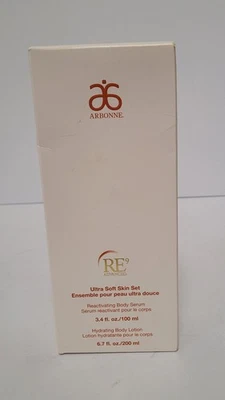 ARBONNE
RE9
Ultra Soft Skin Set
Ensemble pour peau ultra douce
Reactivating Body Serum
Sérum réactivant pour le corps
3.4 fl. oz./100 ml
Hydrating Body Lotion
Lotion hydratante pour le corps
6.7 fl. oz./200 ml